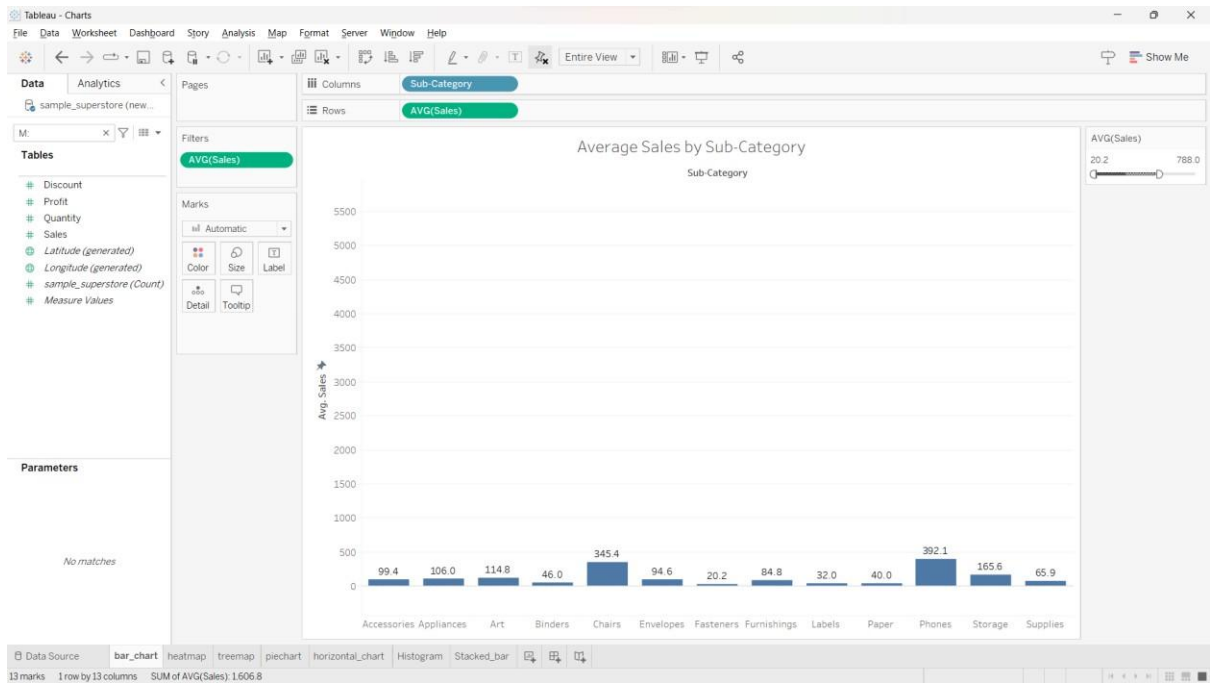 Tableau - Charts
File Data Worksheet Dashboard Story Analysis Map Format Server Window Help
Entire View
Show Me
Data Analytics
sample_superstore (new...
M:
Tables
Discount
Profit
Quantity
Sales
Latitude (generated)
Longitude (generated)
sample_superstore (Count)
Measure Values
Parameters
No matches
Pages
Filters
AVG(Sales)
Marks
Automatic
Color Size Label
Detail Tooltip
Columns Sub-Category
Rows AVG(Sales)
Average Sales by Sub-Category
Sub-Category
Avg. Sales
5500
5000
4500
4000
3500
3000
2500
2000
1500
1000
500
0
99.4 106.0 114.8 46.0 345.4 94.6 20.2 84.8 32.0 40.0 392.1 165.6 65.9
Accessories Appliances Art Binders Chairs Envelopes Fasteners Furnishings Labels Paper Phones Storage Supplies
AVG(Sales)
20.2 788.0
Data Source bar_chart heatmap treemap piechart horizontal_chart Histogram Stacked_bar
13 marks 1 row by 13 columns SUM of AVG(Sales): 1,606.8